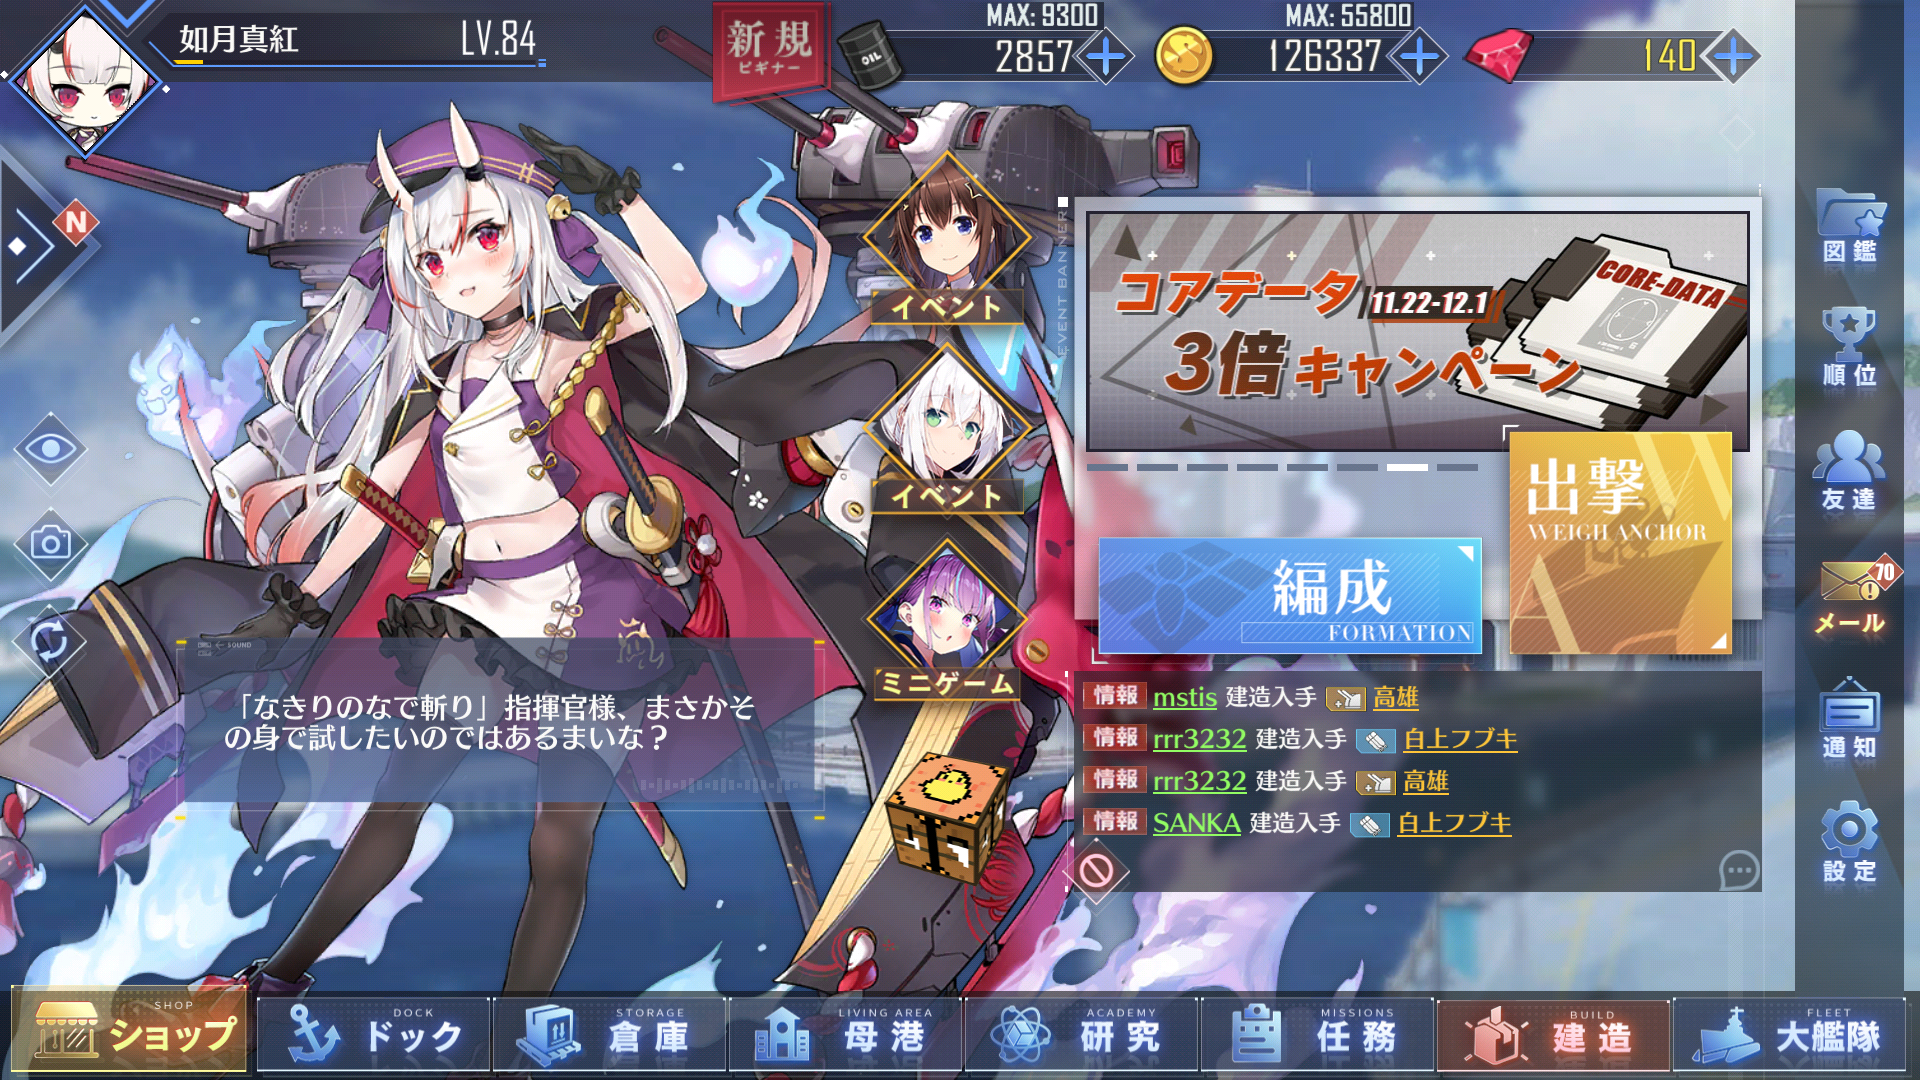 如月真紅 LV.84
新規
ビギナー
OIL
MAX: 9300
2857
MAX: 55800
126337
140
N
イベント
イベント
ミニゲーム
EVENT BANNER
コアデータ 11.22-12.1
3倍キャンペーン
CORE-DATA
出撃
WEIGH ANCHOR
編成
FORMATION
図鑑
順位
友達
70
メール
通知
設定
SOUND
「なきりのなで斬り」指揮官様、まさかそ
の身で試したいのではあるまいな？
情報 mstis 建造入手 高雄
情報 rrr3232 建造入手 白上フブキ
情報 rrr3232 建造入手 高雄
情報 SANKA 建造入手 白上フブキ
SHOP
ショップ
DOCK
ドック
STORAGE
倉庫
LIVING AREA
母港
ACADEMY
研究
MISSIONS
任務
BUILD
建造
FLEET
大艦隊